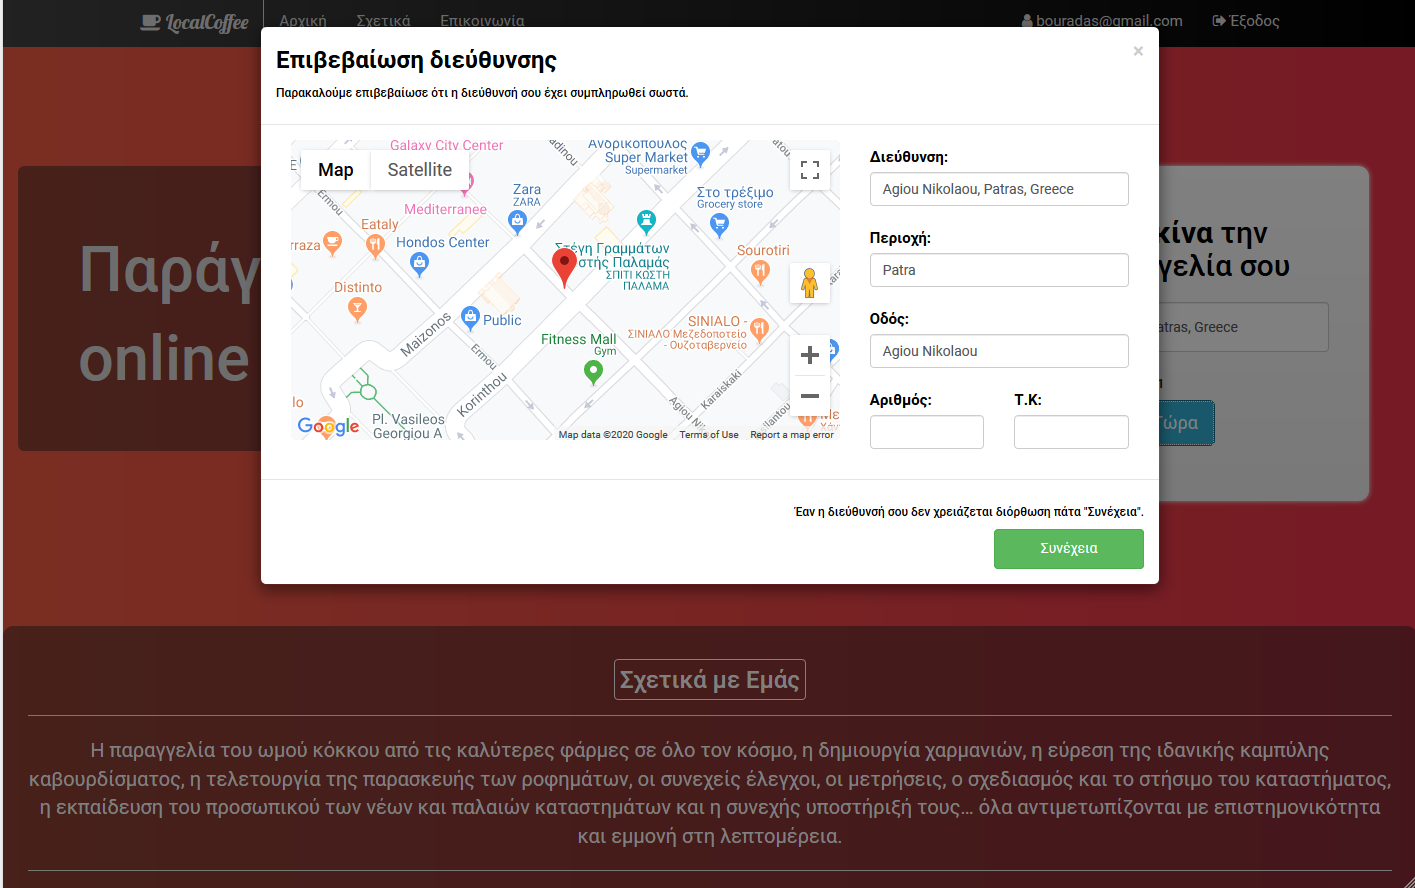 LocalCoffee
Αρχική
Σχετικά
Επικοινωνία
bouradas@gmail.com
Έξοδος
Επιβεβαίωση διεύθυνσης
×
Παρακαλούμε επιβεβαίωσε ότι η διεύθυνσή σου έχει συμπληρωθεί σωστά.
Map
Satellite
Galaxy City Center
Ανδρικόπουλος
Super Market
Supermarket
Zara
ZARA
Στο τρέξιμο
Grocery store
Ermou
Mediterranee
Eataly
Hondos Center
Στέγη Γραμμάτων
Κωστής Παλαμάς
ΣΠΙΤΙ ΚΩΣΤΗ
ΠΑΛΑΜΑ
Sourotiri
Distinto
Public
Maizonos
SINIALO -
ΣΙΝΙΑΛΟ Μεζεδοπωτείο
- Ουζοταβερνείο
Fitness Mall
Gym
Ermou
Korinthou
Karaiskaki
Agiou Nik
Pl. Vasileos
Georgiou A
Google
Map data ©2020 Google
Terms of Use
Report a map error
Διεύθυνση:
Agiou Nikolaou, Patras, Greece
Περιοχή:
Patra
Οδός:
Agiou Nikolaou
Αριθμός:
Τ.Κ:
Έαν η διεύθυνσή σου δεν χρειάζεται διόρθωση πάτα "Συνέχεια".
Συνέχεια
Παράγ
online
κίνα την
γελία σου
atras, Greece
ώρα
Σχετικά με Εμάς
Η παραγγελία του ωμού κόκκου από τις καλύτερες φάρμες σε όλο τον κόσμο, η δημιουργία χαρμανιών, η εύρεση της ιδανικής καμπύλης
καβουρδίσματος, η τελετουργία της παρασκευής των ροφημάτων, οι συνεχείς έλεγχοι, οι μετρήσεις, ο σχεδιασμός και το στήσιμο του καταστήματος,
η εκπαίδευση του προσωπικού των νέων και παλαιών καταστημάτων και η συνεχής υποστήριξή τους... όλα αντιμετωπίζονται με επιστημονικότητα
και εμμονή στη λεπτομέρεια.